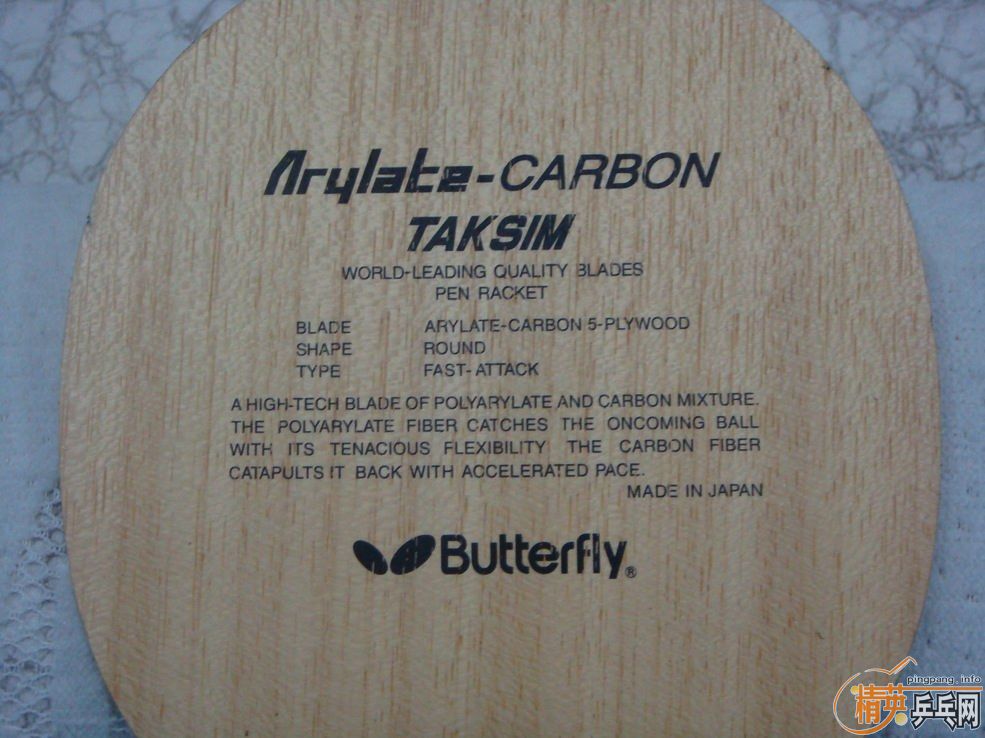 Arylate-CARBON
TAKSIM
WORLD-LEADING QUALITY BLADES
PEN RACKET
BLADE ARYLATE-CARBON 5-PLYWOOD
SHAPE ROUND
TYPE FAST-ATTACK
A HIGH-TECH BLADE OF POLYARYLATE AND CARBON MIXTURE.
THE POLYARYLATE FIBER CATCHES THE ONCOMING BALL
WITH ITS TENACIOUS FLEXIBILITY THE CARBON FIBER
CATAPULTS IT BACK WITH ACCELERATED PACE.
MADE IN JAPAN
Butterfly®
pingpang.info
精英乒乓网